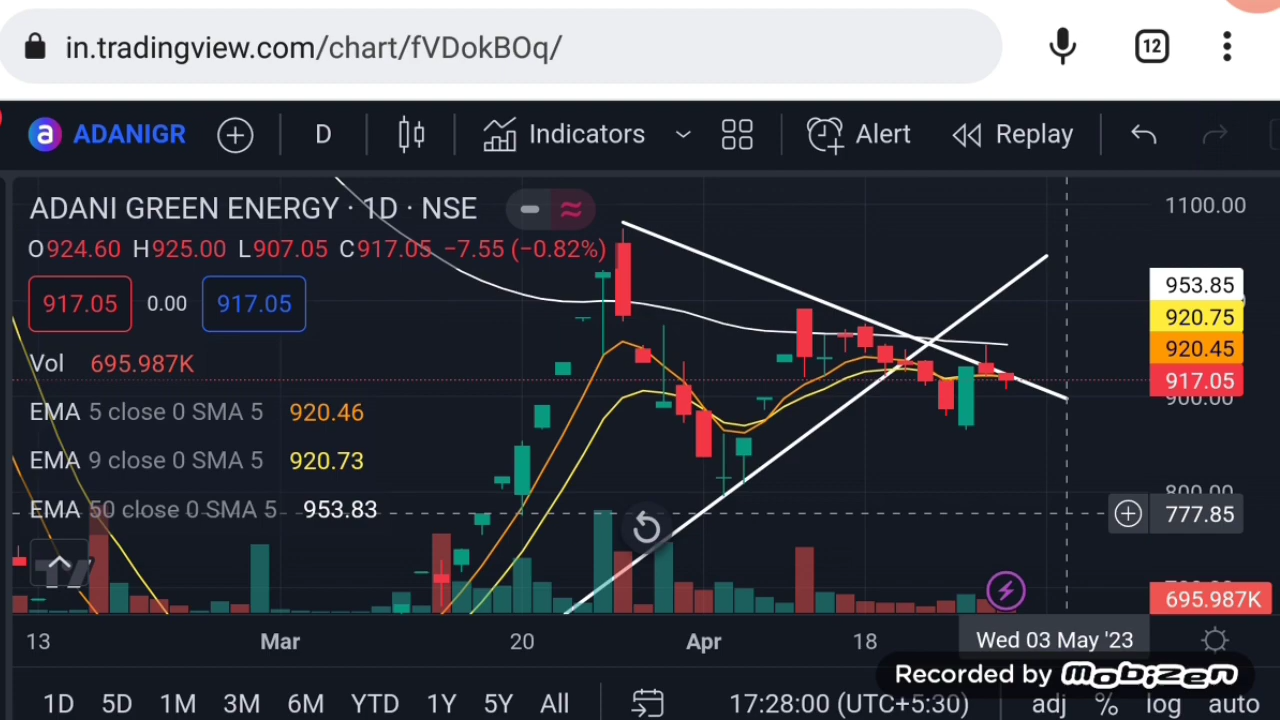 in.tradingview.com/chart/fVDokBOq/
12
a ADANIGR
D
Indicators
Alert
Replay
ADANI GREEN ENERGY · 1D · NSE
O924.60 H925.00 L907.05 C917.05 −7.55 (−0.82%)
917.05 0.00 917.05
Vol 695.987K
EMA 5 close 0 SMA 5 920.46
EMA 9 close 0 SMA 5 920.73
EMA 50 close 0 SMA 5 953.83
1100.00
953.85
920.75
920.45
917.05
900.00
800.00
777.85
695.987K
13 Mar 20 Apr 18 Wed 03 May '23
Recorded by Mobizen
1D 5D 1M 3M 6M YTD 1Y 5Y All 17:28:00 (UTC+5:30) adj % log auto